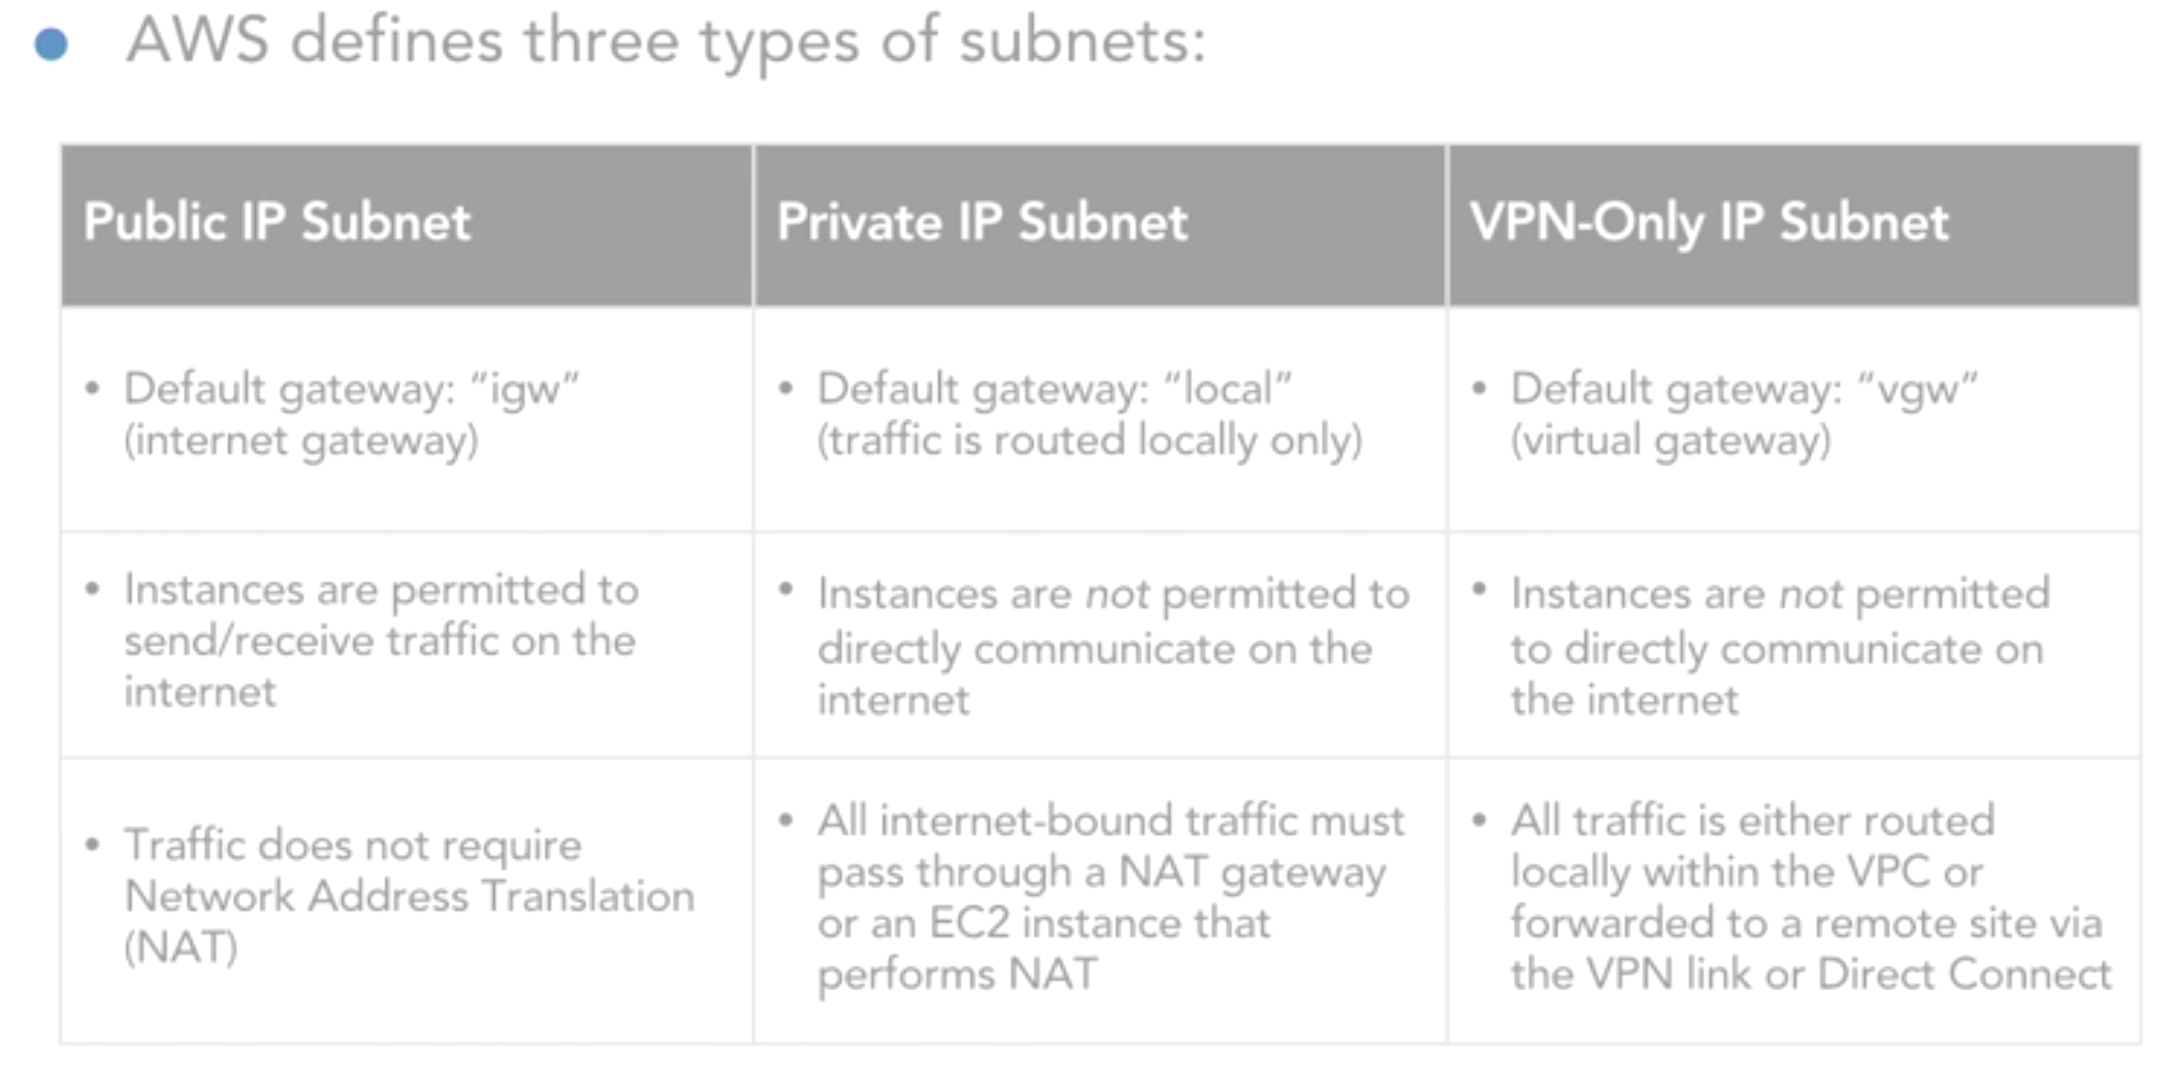 AWS defines three types of subnets:
Public IP Subnet
Private IP Subnet
VPN-Only IP Subnet
• Default gateway: “igw”
(internet gateway)
• Default gateway: “local”
(traffic is routed locally only)
• Default gateway: “vgw”
(virtual gateway)
• Instances are permitted to
send/receive traffic on the
internet
• Instances are not permitted to
directly communicate on the
internet
• Instances are not permitted
to directly communicate on
the internet
• Traffic does not require
Network Address Translation
(NAT)
• All internet-bound traffic must
pass through a NAT gateway
or an EC2 instance that
performs NAT
• All traffic is either routed
locally within the VPC or
forwarded to a remote site via
the VPN link or Direct Connect